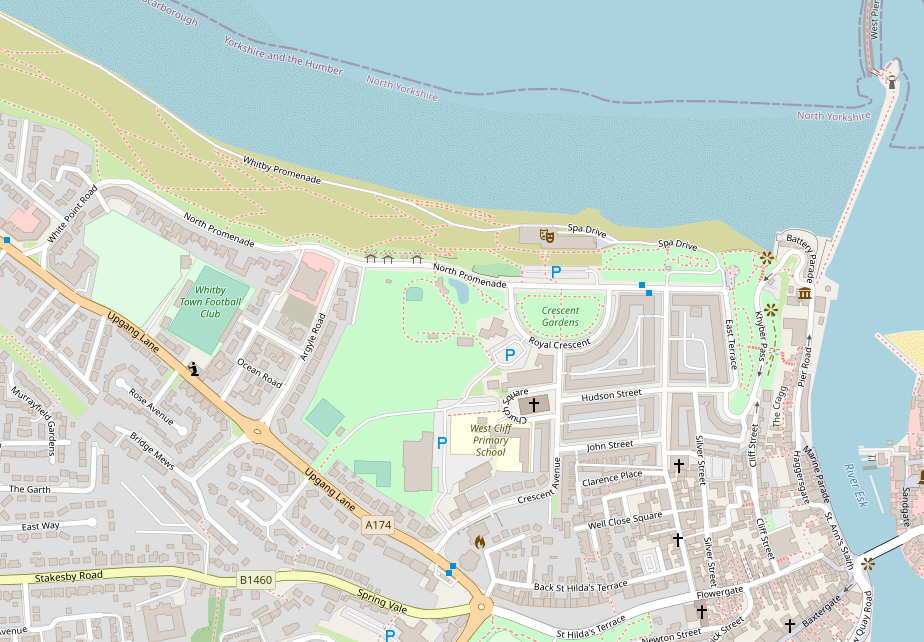 Scarborough
Yorkshire and the Humber
North Yorkshire
West Pier
North Yorkshire
Whitby Promenade
White Point Road
North Promenade
Spa Drive
Spa Drive
Battery Parade
North Promenade
P
Whitby
Town Football
Club
Crescent
Gardens
Upgang Lane
Argyle Road
Royal Crescent
East Terrace
Khyber Pass
Pier Road
P
Ocean Road
Murrayfield Gardens
Rose Avenue
Church Square
Hudson Street
The Cragg
Bridge Mews
P
West Cliff
Primary
School
John Street
Silver Street
Cliff Street
Haggersgate
Marine Parade
River Esk
Sandgate
The Garth
Upgang Lane
Crescent Avenue
Clarence Place
East Way
A174
Well Close Square
Cliff Street
St. Ann's Staith
Silver Street
Stakesby Road
B1460
Spring Vale
Back St Hilda's Terrace
Flowergate
Baxtergate
Quay Road
Avenue
P
St Hilda's Terrace
Newton Street